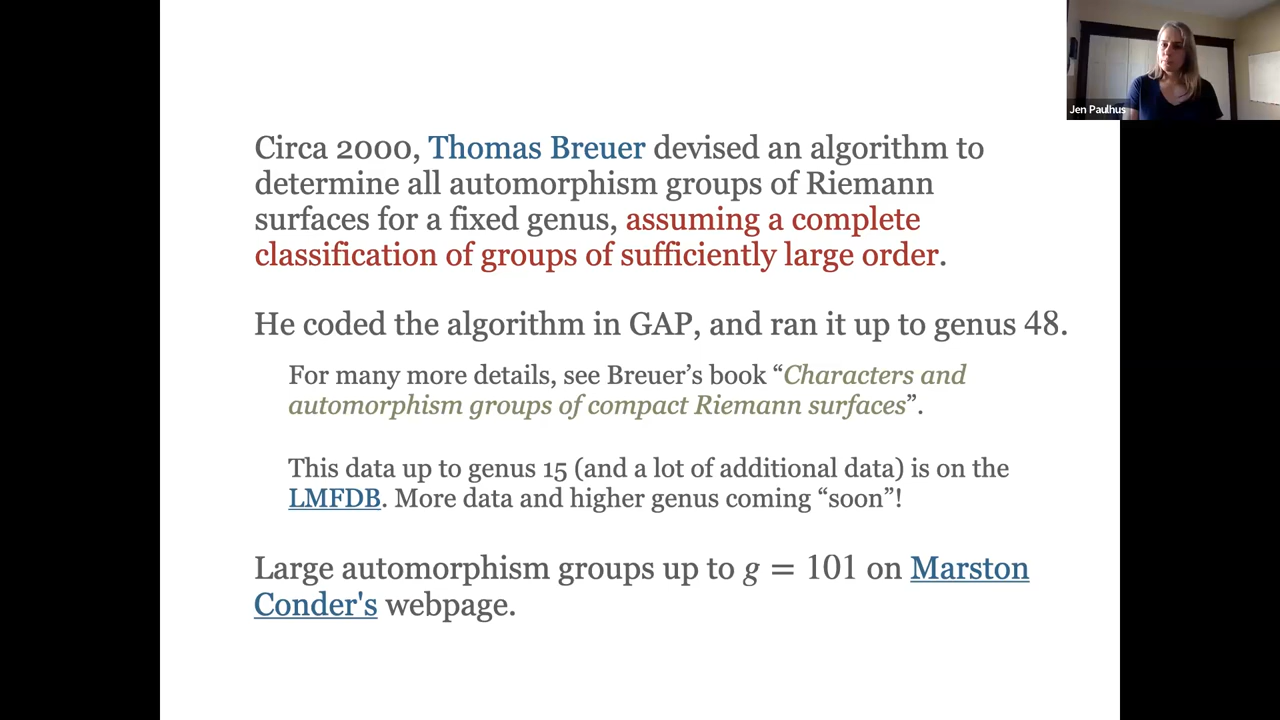 Jen Paulhus
Circa 2000, Thomas Breuer devised an algorithm to
determine all automorphism groups of Riemann
surfaces for a fixed genus, assuming a complete
classification of groups of sufficiently large order.
He coded the algorithm in GAP, and ran it up to genus 48.
For many more details, see Breuer’s book “Characters and
automorphism groups of compact Riemann surfaces”.
This data up to genus 15 (and a lot of additional data) is on the
LMFDB. More data and higher genus coming “soon”!
Large automorphism groups up to g = 101 on Marston
Conder's webpage.